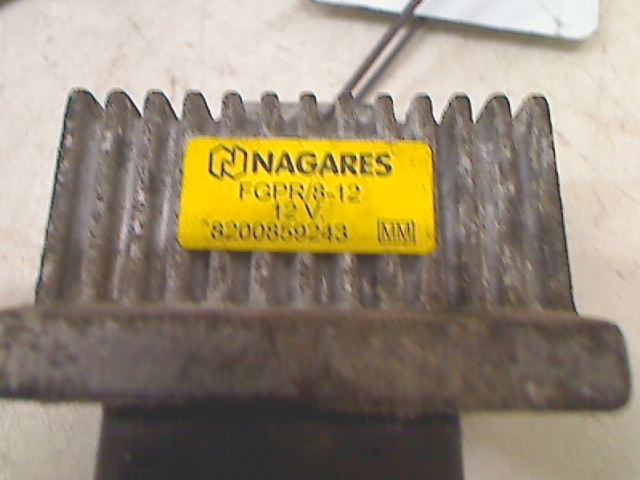 NAGARES
FGPR/8-12
12 V.
8200859243 MM